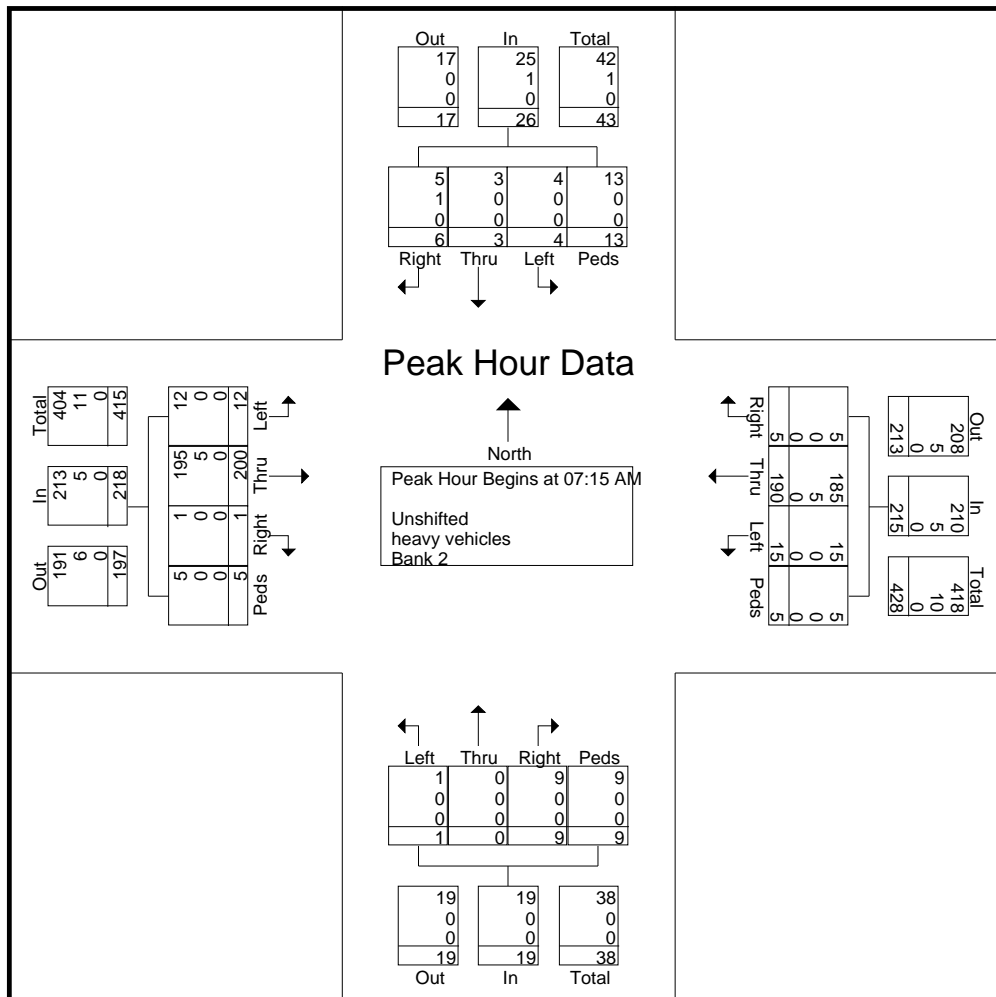 Out In Total
17 25 42
0 1 1
0 0 0
17 26 43
5 3 4 13
1 0 0 0
0 0 0 0
6 3 4 13
Right Thru Left Peds
Peak Hour Data
North
Peak Hour Begins at 07:15 AM
Unshifted
heavy vehicles
Bank 2
Total
404
11
0
415
In
213
5
0
218
Out
191
6
0
197
12
0
0
12
Left
195
5
0
200
Thru
1
0
0
1
Right
5
0
0
5
Peds
Right
5
0
0
5
Thru
185
5
0
190
Left
15
0
0
15
Peds
5
0
0
5
Out
208
5
0
213
In
210
5
0
215
Total
418
10
0
428
Left Thru Right Peds
1 0 9 9
0 0 0 0
0 0 0 0
1 0 9 9
19 19 38
0 0 0
0 0 0
19 19 38
Out In Total